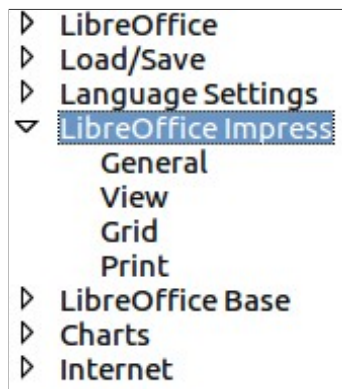 LibreOffice
Load/Save
Language Settings
LibreOffice Impress
General
View
Grid
Print
LibreOffice Base
Charts
Internet